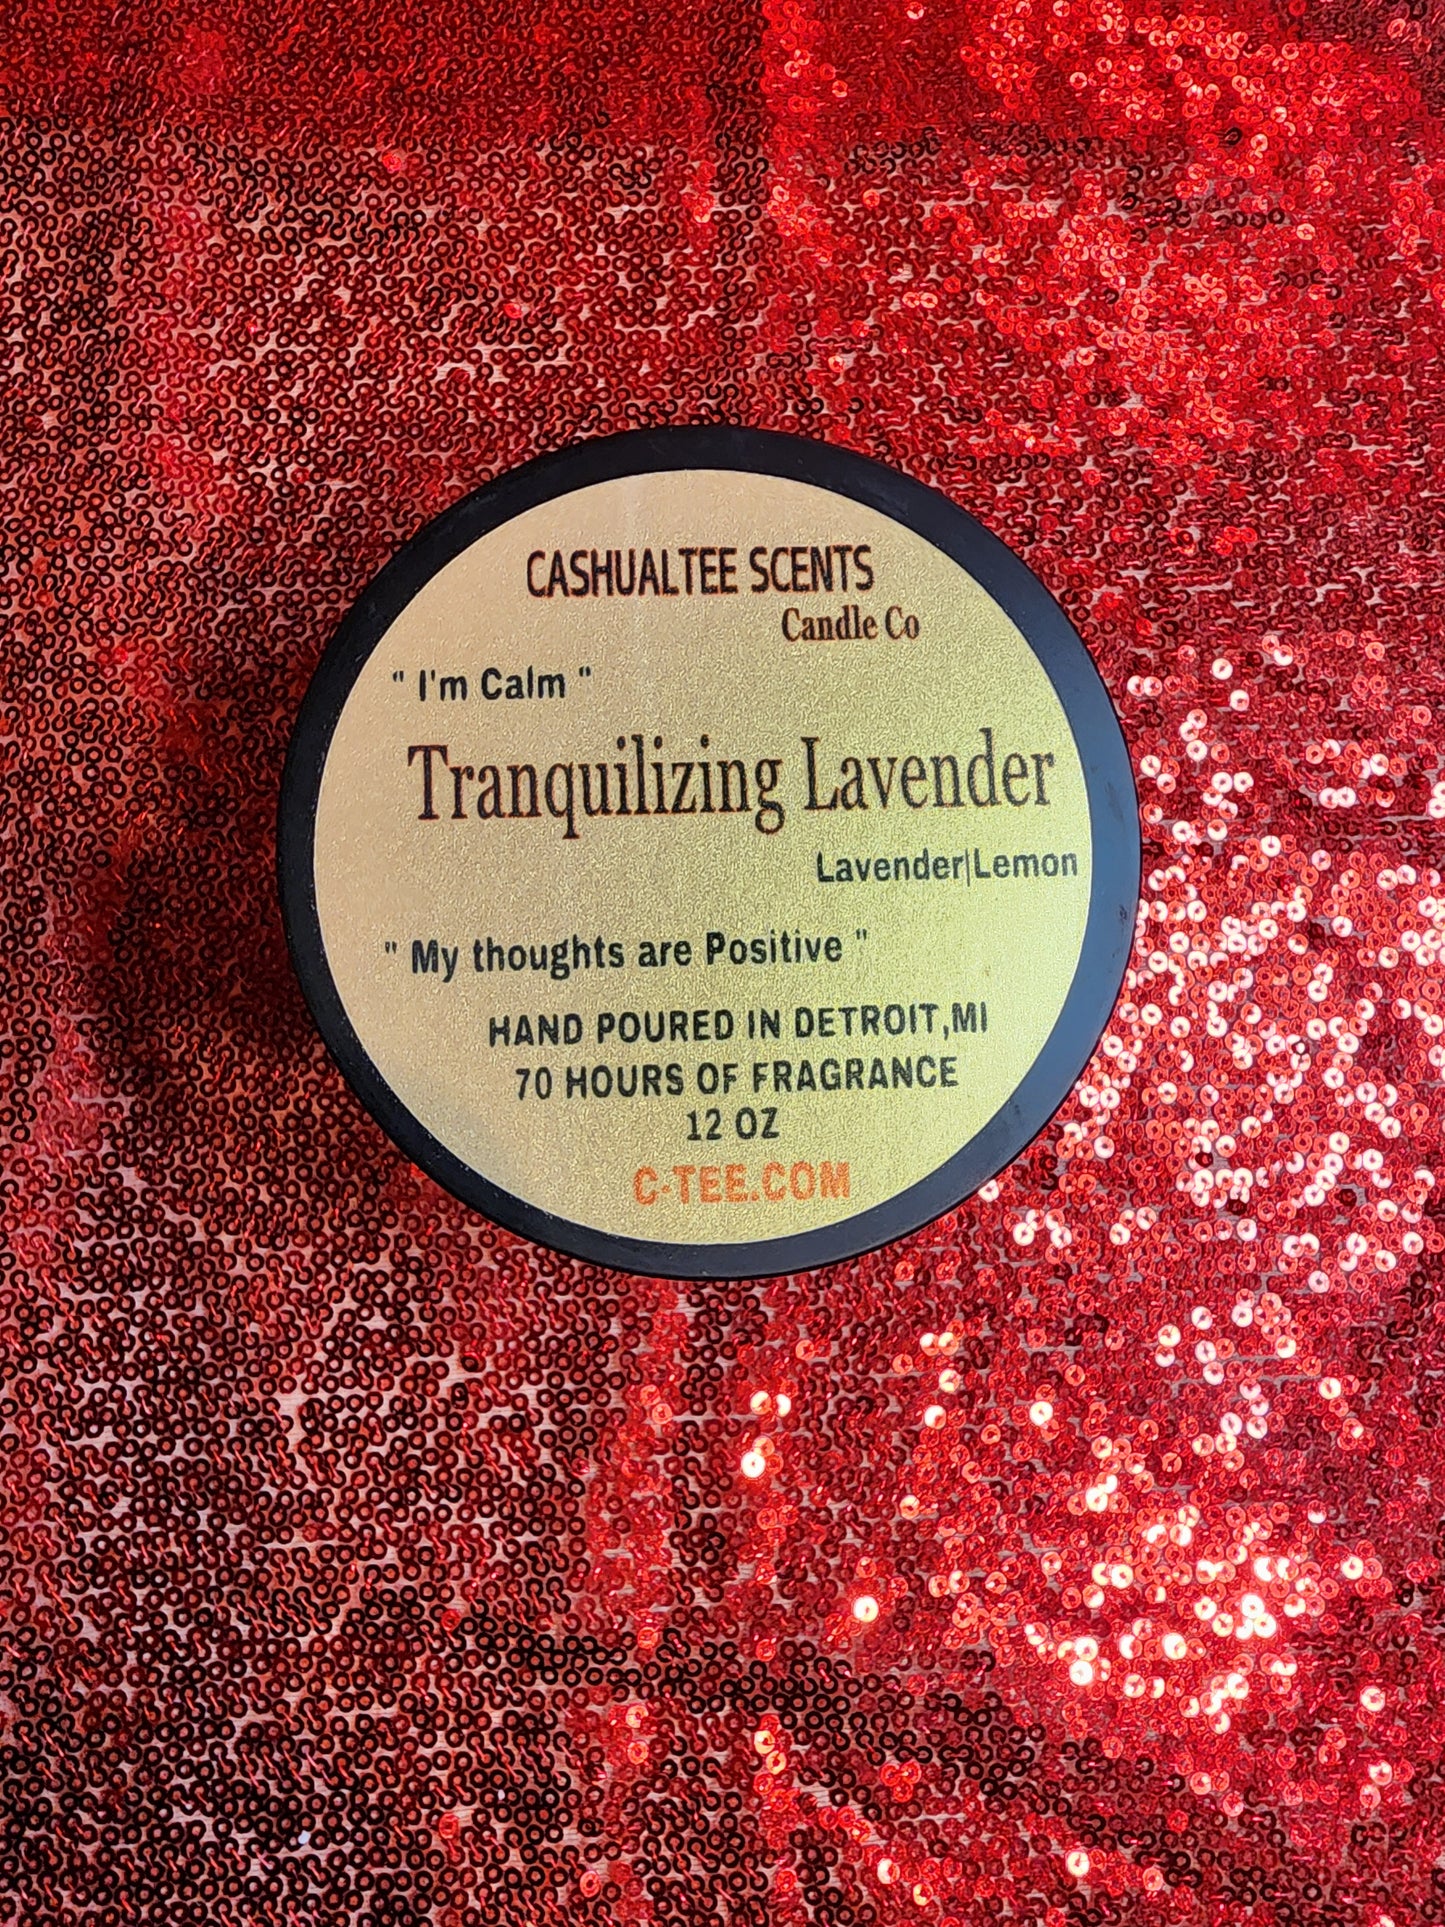 CASHUALTEE SCENTS
Candle Co
" I'm Calm "
Tranquilizing Lavender
Lavender|Lemon
" My thoughts are Positive "
HAND POURED IN DETROIT,MI
70 HOURS OF FRAGRANCE
12 OZ
C-TEE.COM